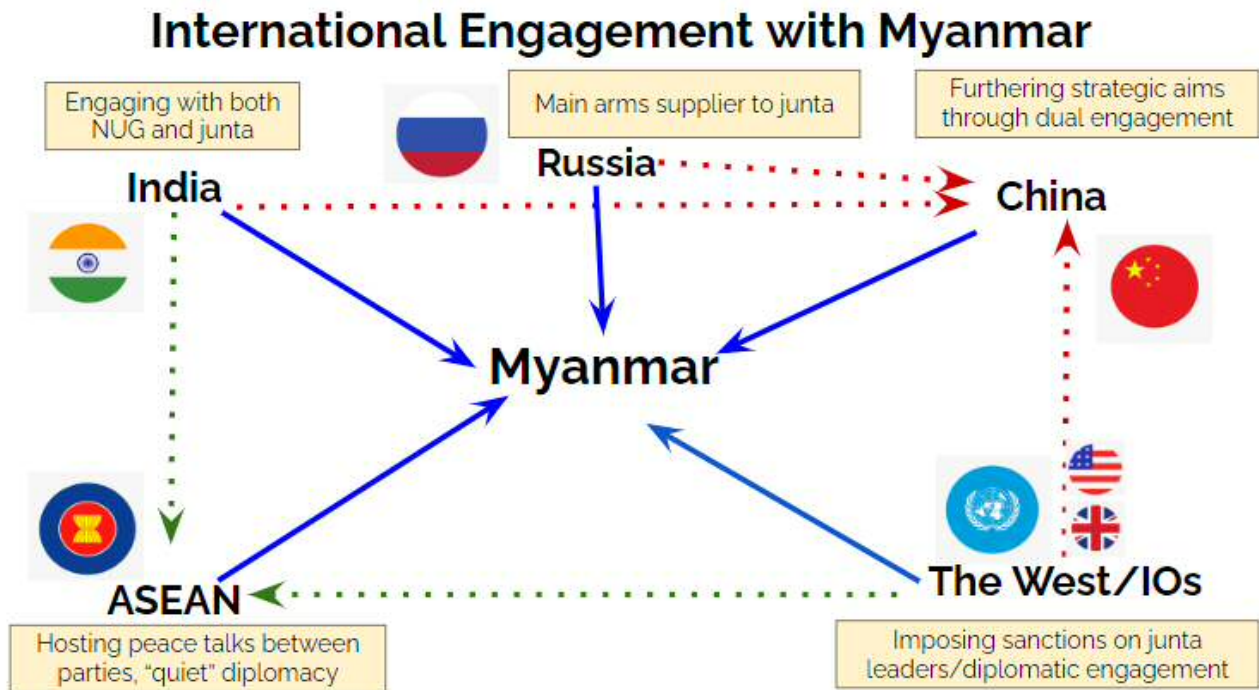 International Engagement with Myanmar
Engaging with both
NUG and junta
India
Main arms supplier to junta
Russia
Furthering strategic aims
through dual engagement
China
Myanmar
ASEAN
Hosting peace talks between
parties, “quiet” diplomacy
The West/IOs
Imposing sanctions on junta
leaders/diplomatic engagement